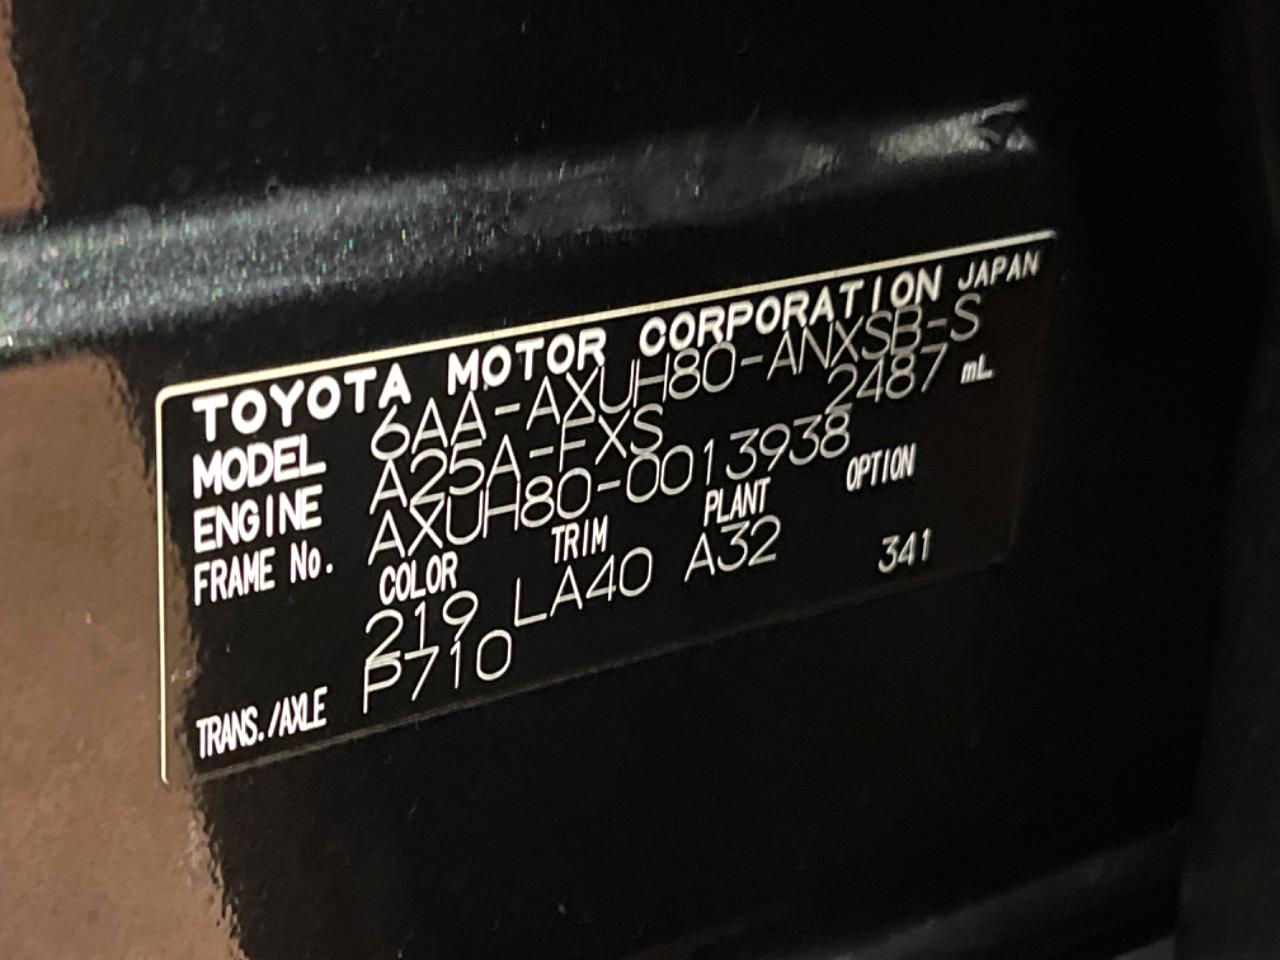 TOYOTA MOTOR CORPORATION JAPAN
MODEL 6AA-AXUH80-ANXSB-S
ENGINE A25A-FXS 2487 mL
FRAME No. AXUH80-0013938
COLOR TRIM PLANT OPTION
219 LA40 A32 341
TRANS./AXLE P710